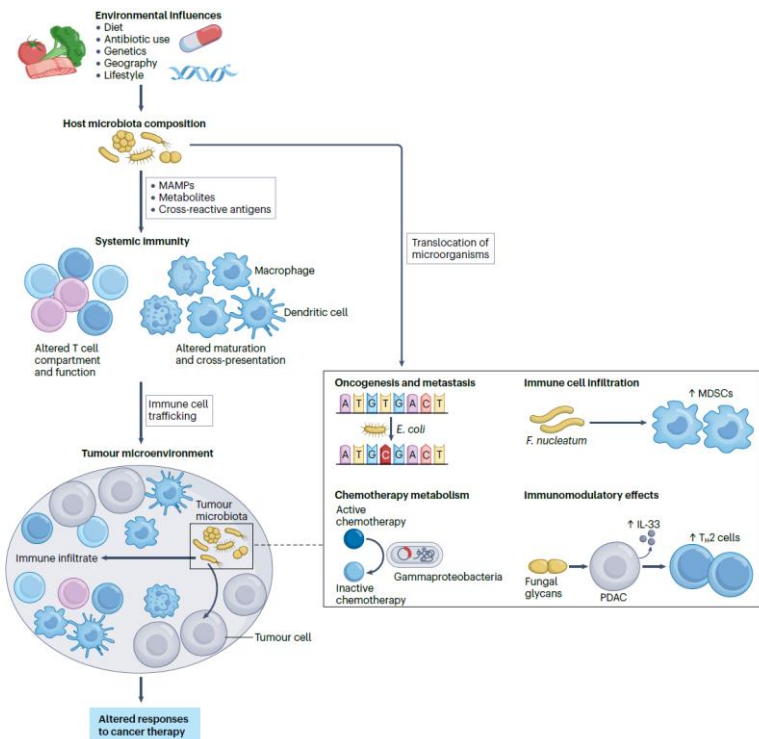 Environmental influences
• Diet
• Antibiotic use
• Genetics
• Geography
• Lifestyle
Host microbiota composition
• MAMPs
• Metabolites
• Cross-reactive antigens
Systemic immunity
Macrophage
Dendritic cell
Altered T cell
compartment
and function
Altered maturation
and cross-presentation
Translocation of
microorganisms
Immune cell
trafficking
Tumour microenvironment
Tumour
microbiota
Immune infiltrate
Tumour cell
Altered responses
to cancer therapy
Oncogenesis and metastasis
A T G T G A C T
E. coli
A T G C G A C T
Immune cell infiltration
↑ MDSCs
F. nucleatum
Chemotherapy metabolism
Active
chemotherapy
Gammaproteobacteria
Inactive
chemotherapy
Immunomodulatory effects
↑ IL-33
↑ TH2 cells
Fungal
glycans
PDAC